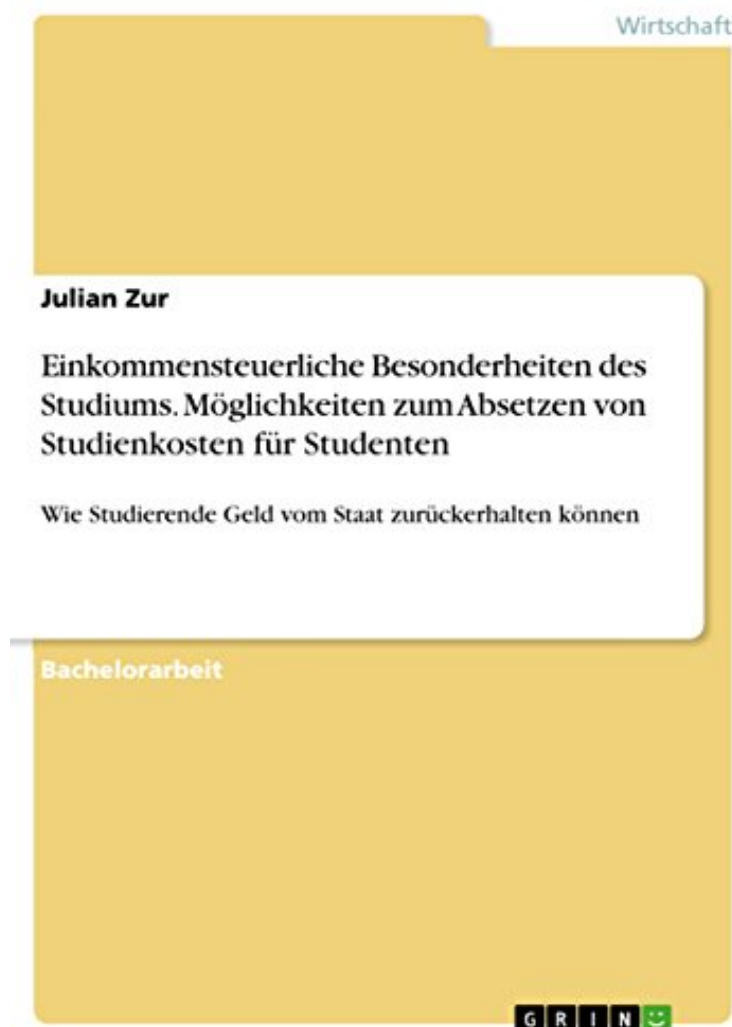 Wirtschaft
Julian Zur
Einkommensteuerliche Besonderheiten des
Studiums. Möglichkeiten zum Absetzen von
Studienkosten für Studenten
Wie Studierende Geld vom Staat zurückerhalten können
Bachelorarbeit
GRIN